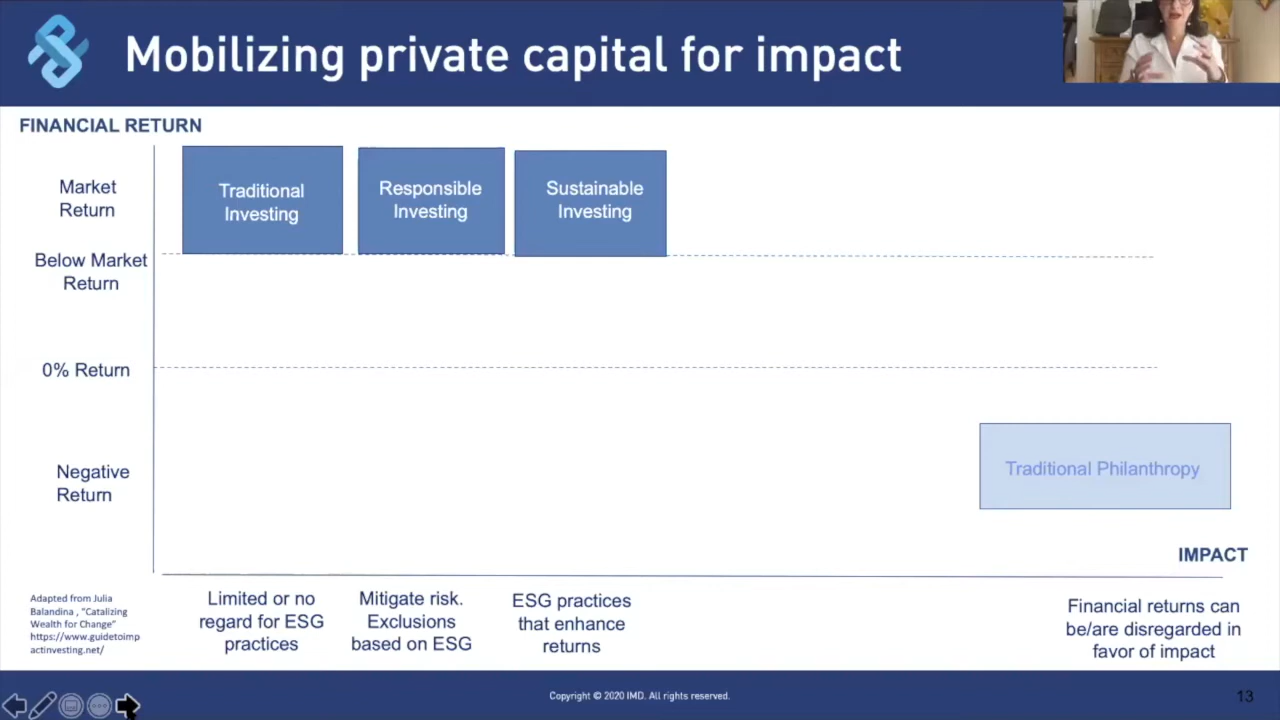 Mobilizing private capital for impact
FINANCIAL RETURN
Market
Return
Below Market
Return
0% Return
Negative
Return
Traditional
Investing
Responsible
Investing
Sustainable
Investing
Traditional Philanthropy
IMPACT
Limited or no
regard for ESG
practices
Mitigate risk.
Exclusions
based on ESG
ESG practices
that enhance
returns
Financial returns can
be/are disregarded in
favor of impact
Adapted from Julia
Balandina , "Catalizing
Wealth for Change"
https://www.guidetoimp
actinvesting.net/
Copyright © 2020 IMD. All rights reserved.
13